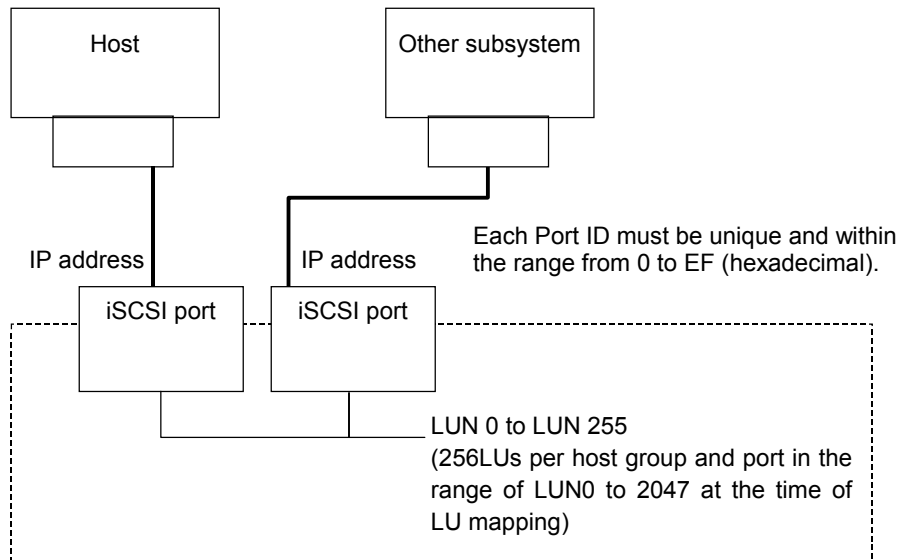 Host
Other subsystem
IP address
IP address
Each Port ID must be unique and within
the range from 0 to EF (hexadecimal).
iSCSI port
iSCSI port
LUN 0 to LUN 255
(256LUs per host group and port in the
range of LUN0 to 2047 at the time of
LU mapping)